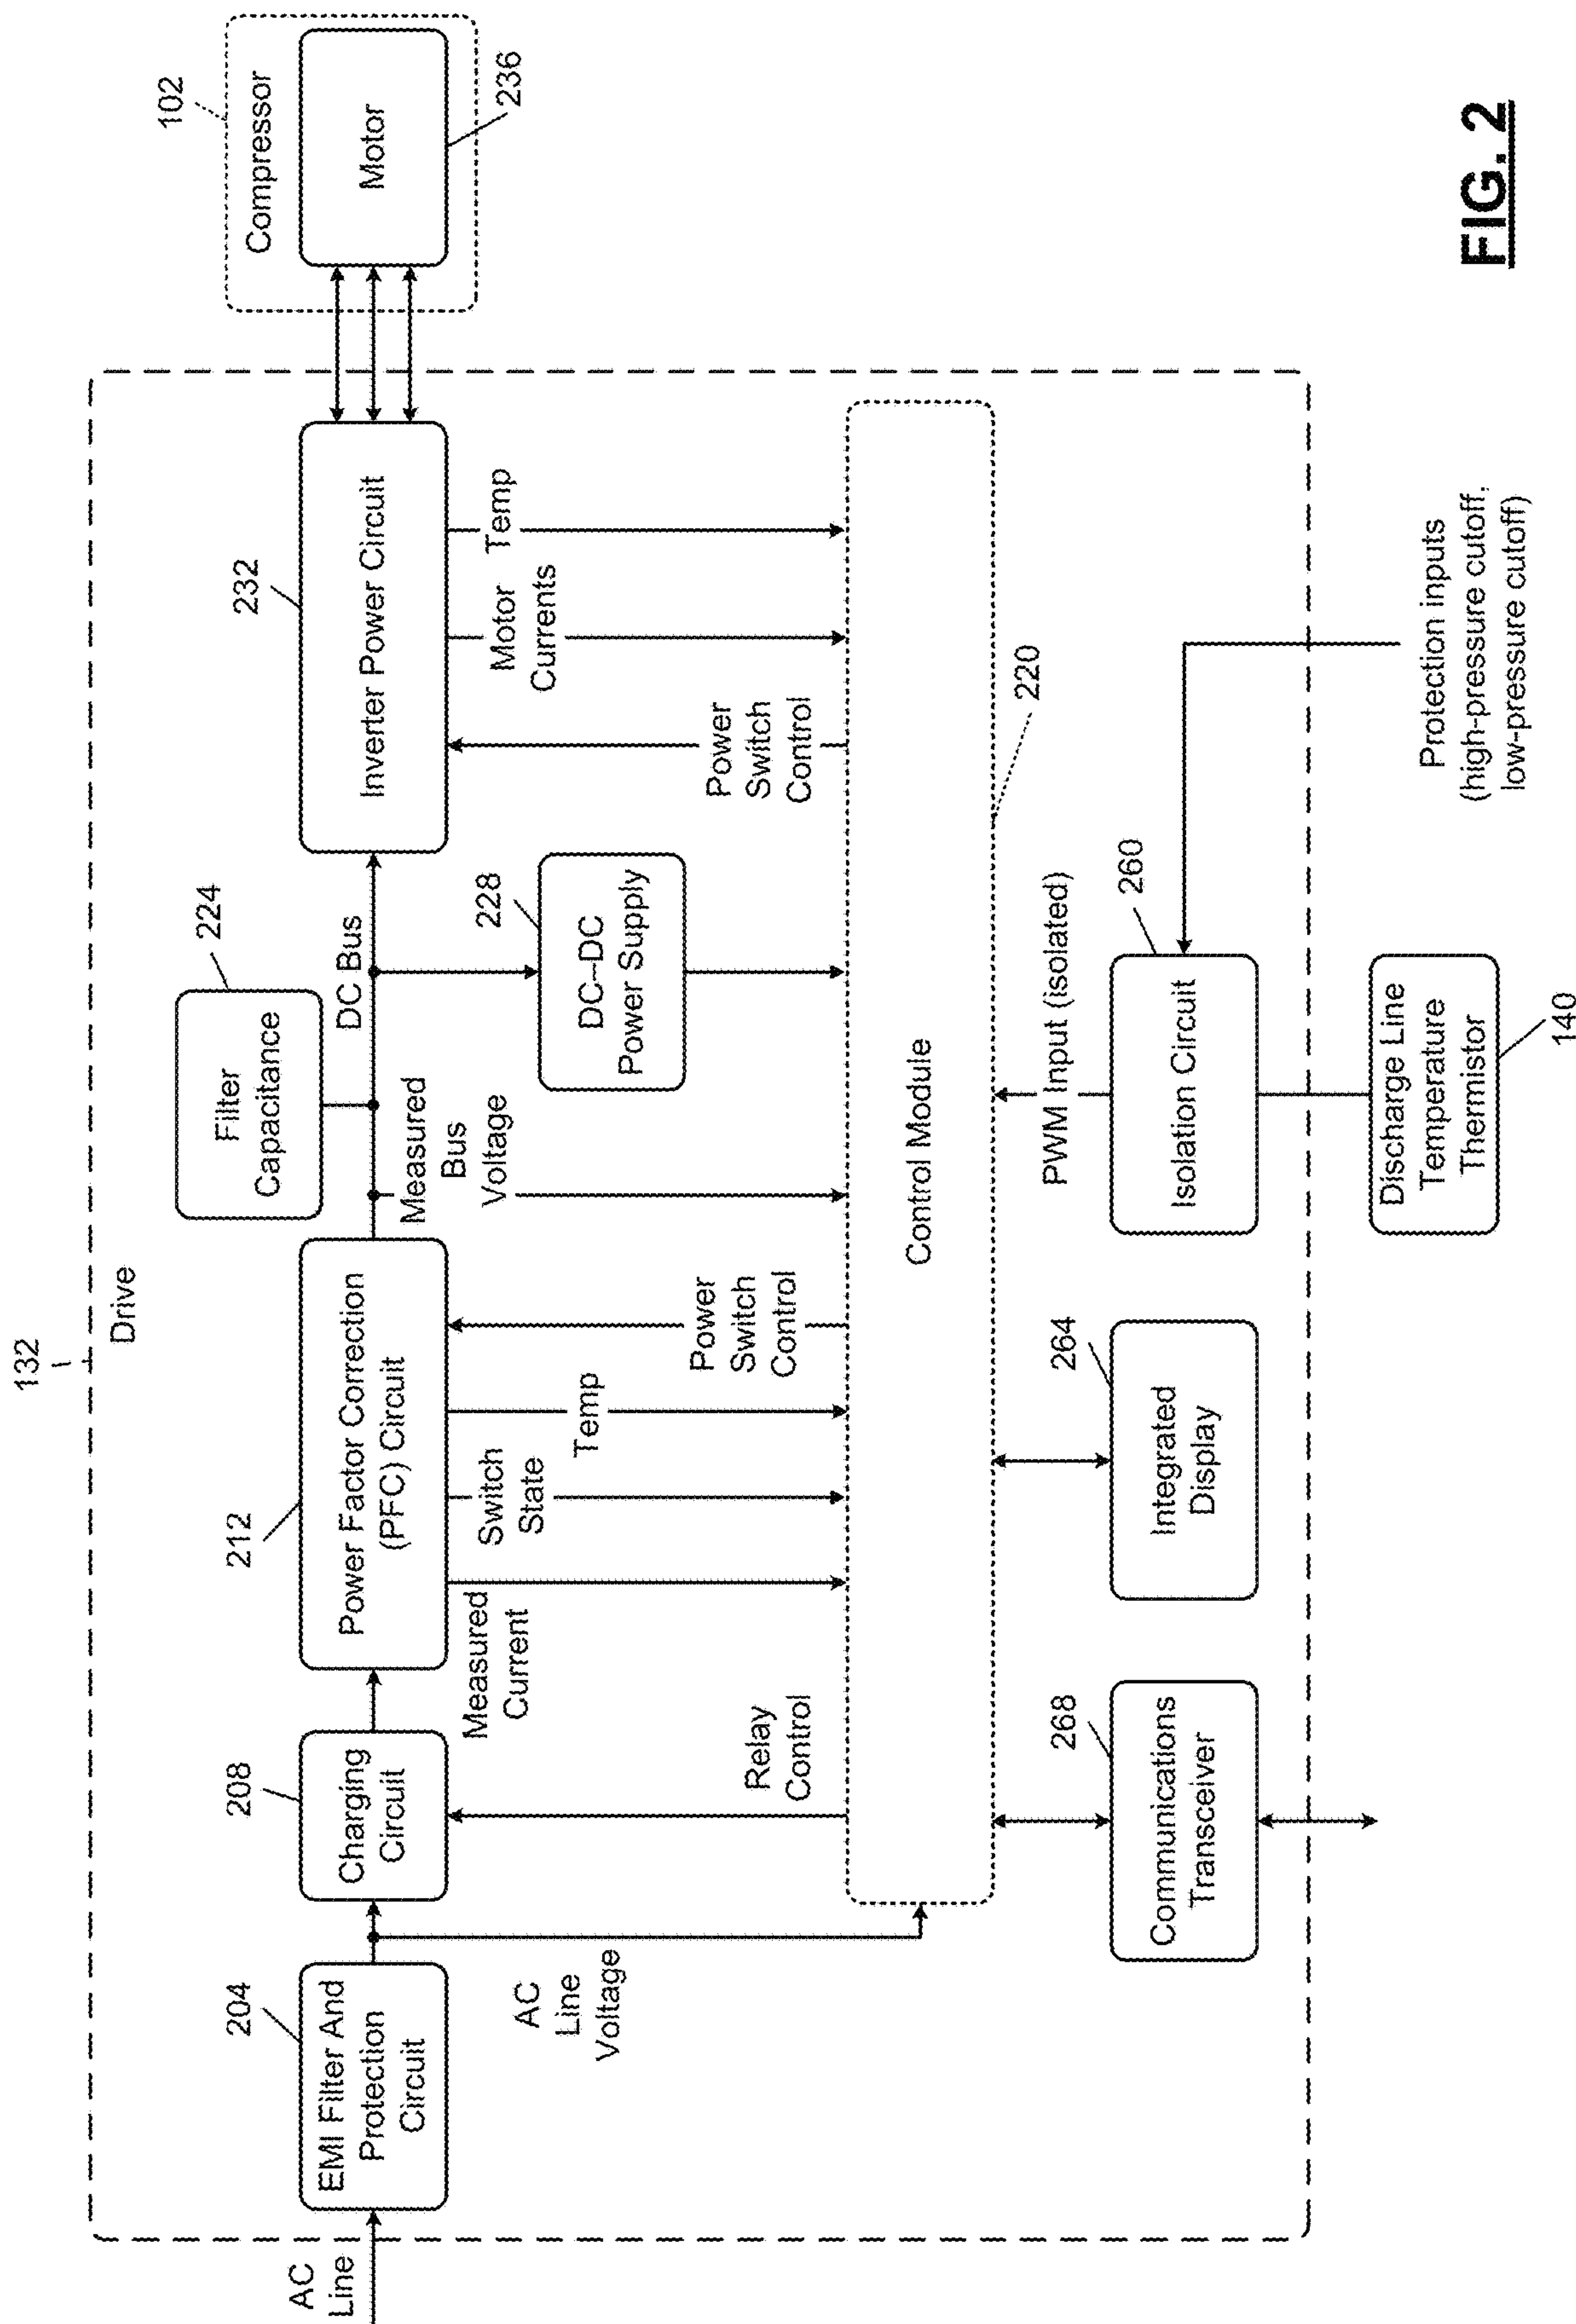 132
Drive
102
Compressor
Motor
236
224
Filter
Capacitance
204
EMI Filter And
Protection
Circuit
AC
Line
208
Charging
Circuit
212
Power Factor Correction
(PFC) Circuit
DC Bus
232
Inverter Power Circuit
AC
Line
Voltage
Relay
Control
Measured
Current
Switch
State
Temp
Power
Switch
Control
Measured
Bus
Voltage
228
DC–DC
Power Supply
Power
Switch
Control
Motor
Currents
Temp
Control Module
220
268
Communications
Transceiver
264
Integrated
Display
PWM Input (isolated)
260
Isolation Circuit
Discharge Line
Temperature
Thermistor
140
Protection inputs
(high-pressure cutoff,
low-pressure cutoff)
FIG. 2